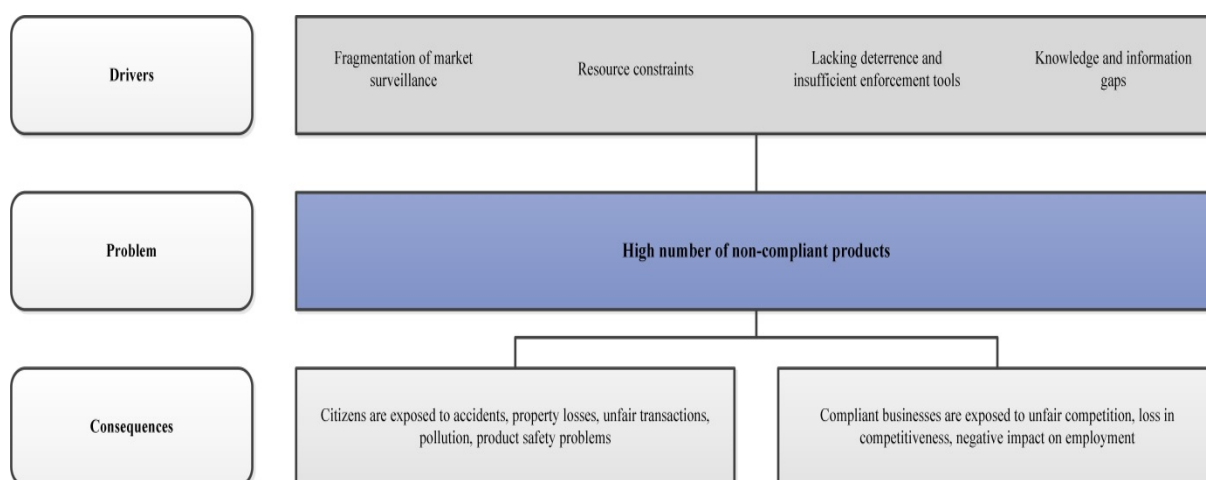 Drivers
Fragmentation of market
surveillance
Resource constraints
Lacking deterrence and
insufficient enforcement tools
Knowledge and information
gaps
Problem
High number of non-compliant products
Consequences
Citizens are exposed to accidents, property losses, unfair transactions,
pollution, product safety problems
Compliant businesses are exposed to unfair competition, loss in
competitiveness, negative impact on employment